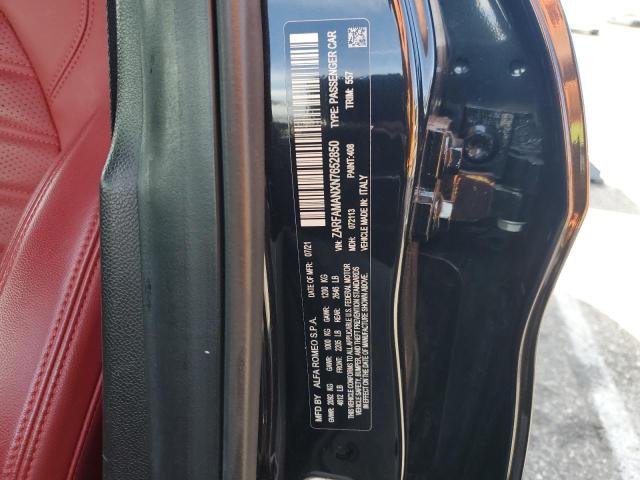 MFD BY ALFA ROMEO S.P.A. DATE OF MFR: 07/21
GVWR: 2092 KG GAWR: 1000 KG GAWR: 1200 KG
4612 LB FRONT: 2205 LB REAR: 2646 LB
THIS VEHICLE CONFORMS TO ALL APPLICABLE U.S. FEDERAL MOTOR
VEHICLE SAFETY, BUMPER, AND THEFT PREVENTION STANDARDS
IN EFFECT ON THE DATE OF MANUFACTURE SHOWN ABOVE.
VIN: ZARFAMANXN7652850 TYPE: PASSENGER CAR
MDH: 072113 PAINT: 408 TRIM: 557
VEHICLE MADE IN: ITALY